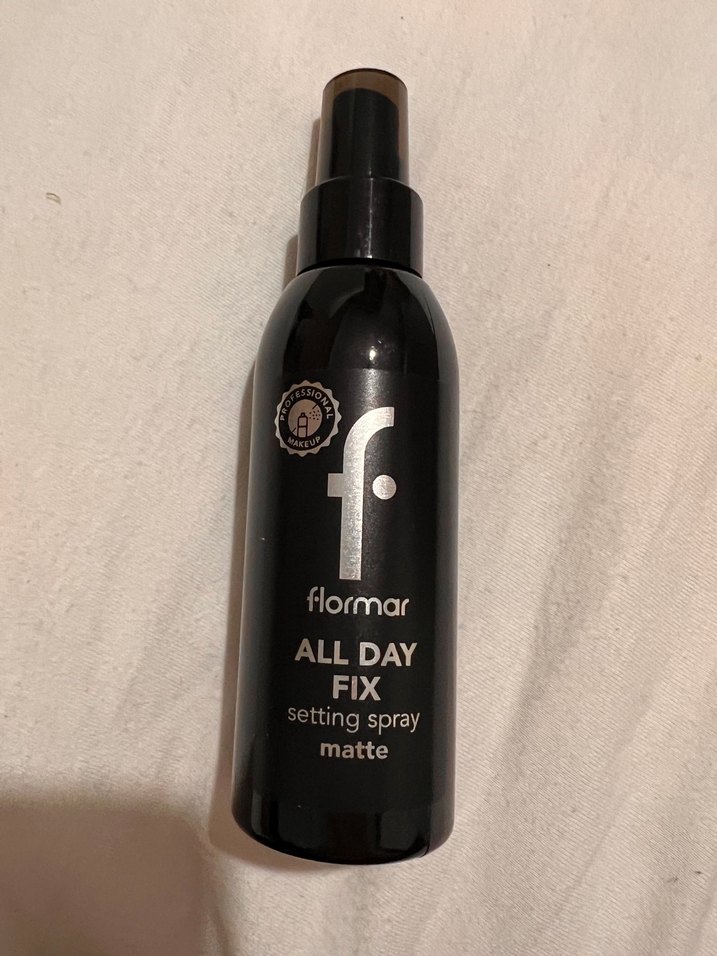 PROFESSIONAL
MAKEUP
f
flormar
ALL DAY
FIX
setting spray
matte